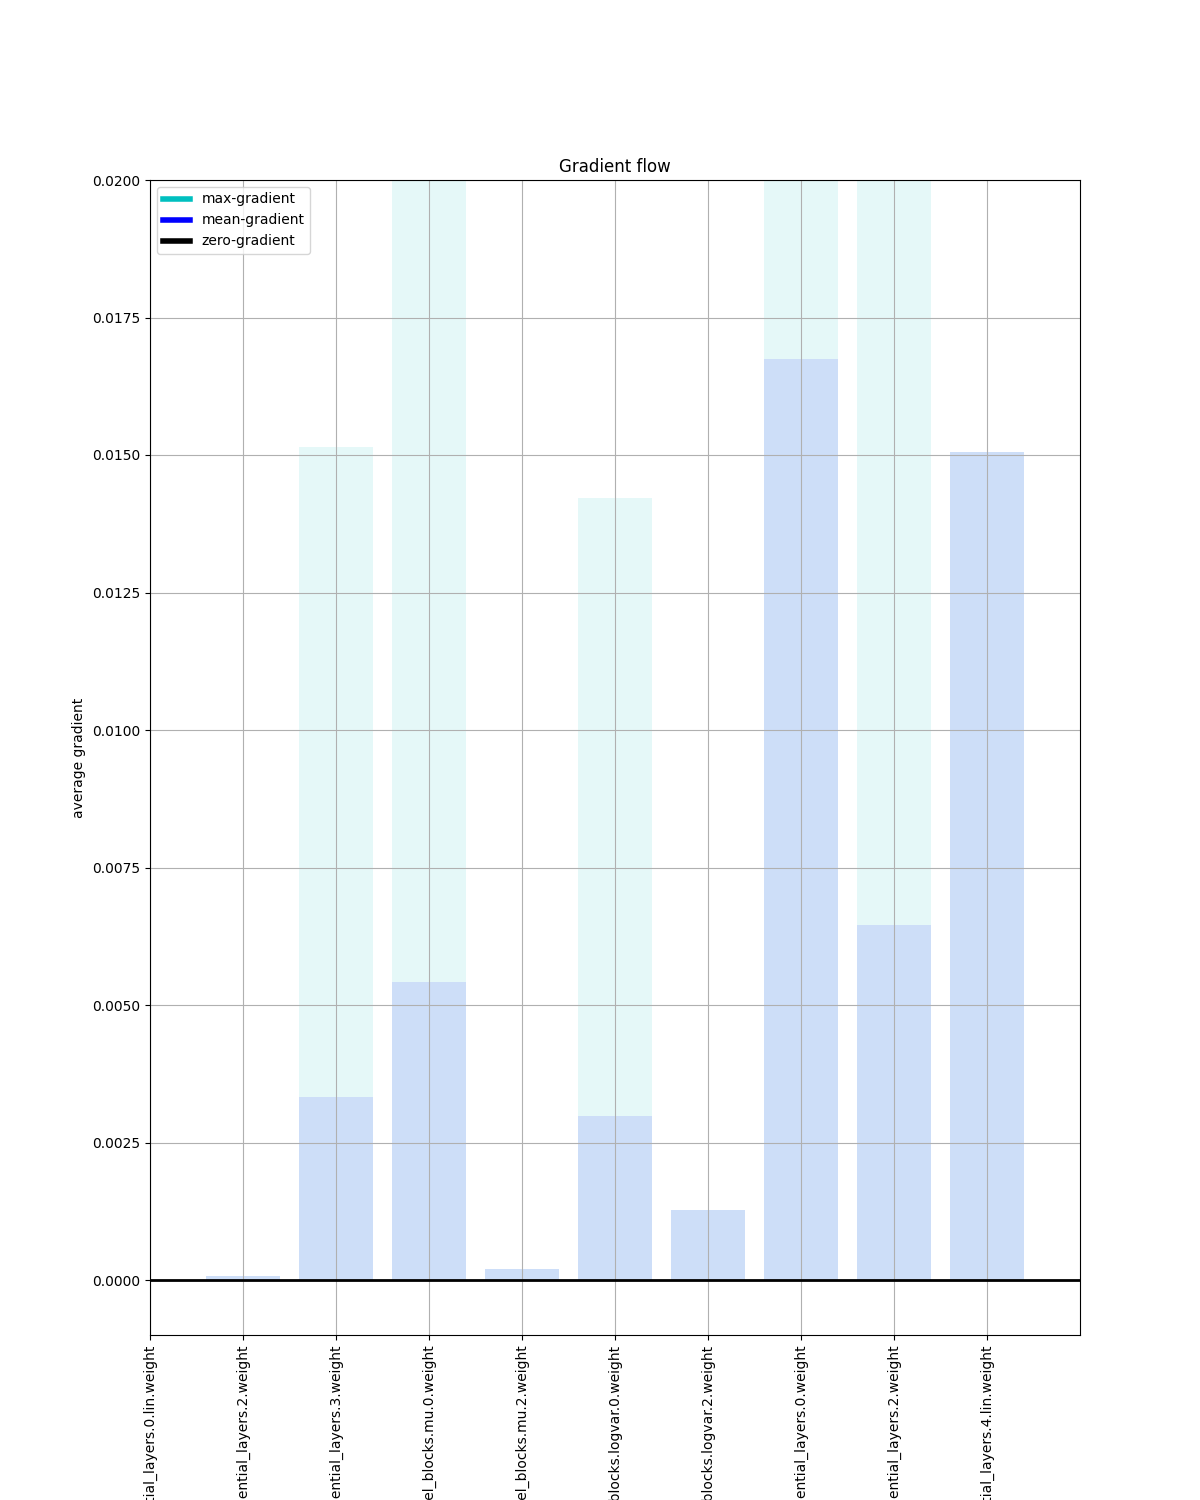 Gradient flow
max-gradient
mean-gradient
zero-gradient
0.0200
0.0175
0.0150
0.0125
0.0100
0.0075
0.0050
0.0025
0.0000
average gradient
tial_layers.0.lin.weight
ential_layers.2.weight
ential_layers.3.weight
el_blocks.mu.0.weight
el_blocks.mu.2.weight
blocks.logvar.0.weight
blocks.logvar.2.weight
ential_layers.0.weight
ential_layers.2.weight
tial_layers.4.lin.weight